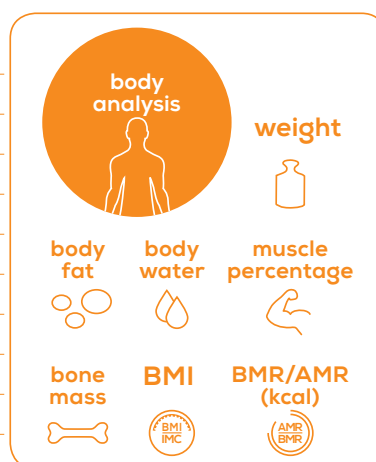 body
analysis
weight
body
fat
body
water
muscle
percentage
bone
mass
BMI
BMR/AMR
(kcal)
BMI
IMC
AMR
BMR